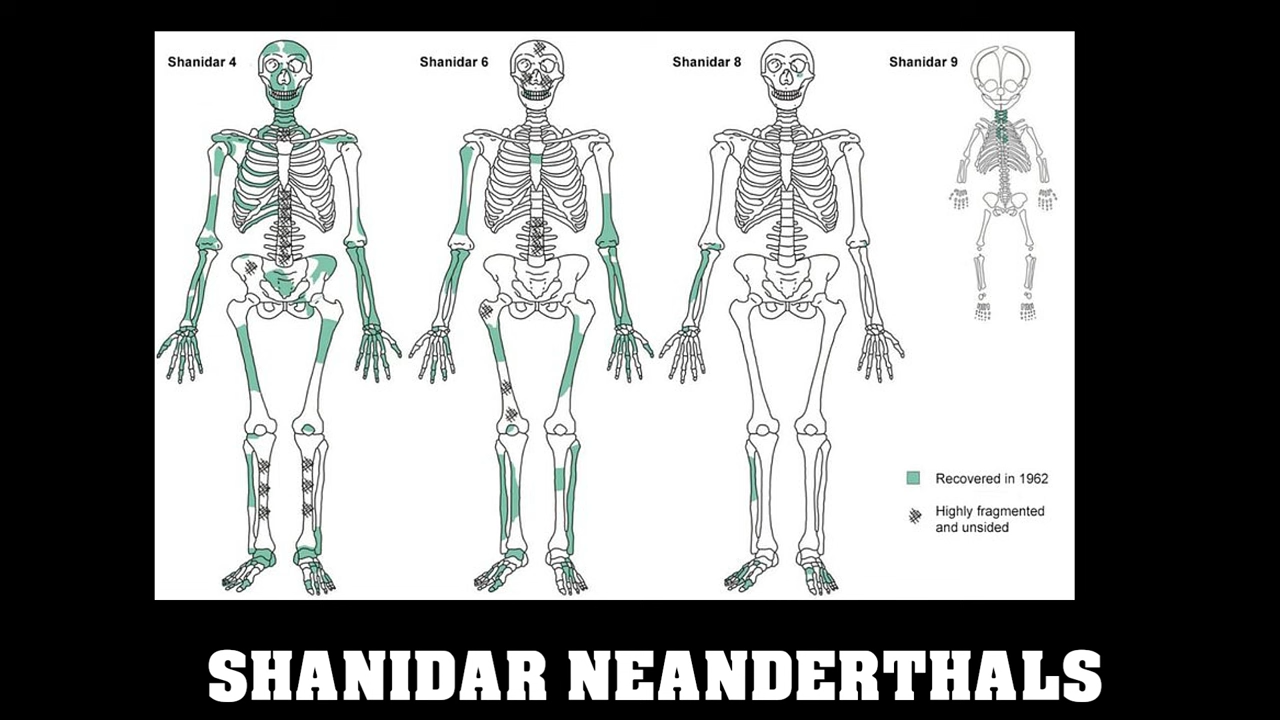 Shanidar 4
Shanidar 6
Shanidar 8
Shanidar 9
Recovered in 1962
Highly fragmented
and unsided
SHANIDAR NEANDERTHALS